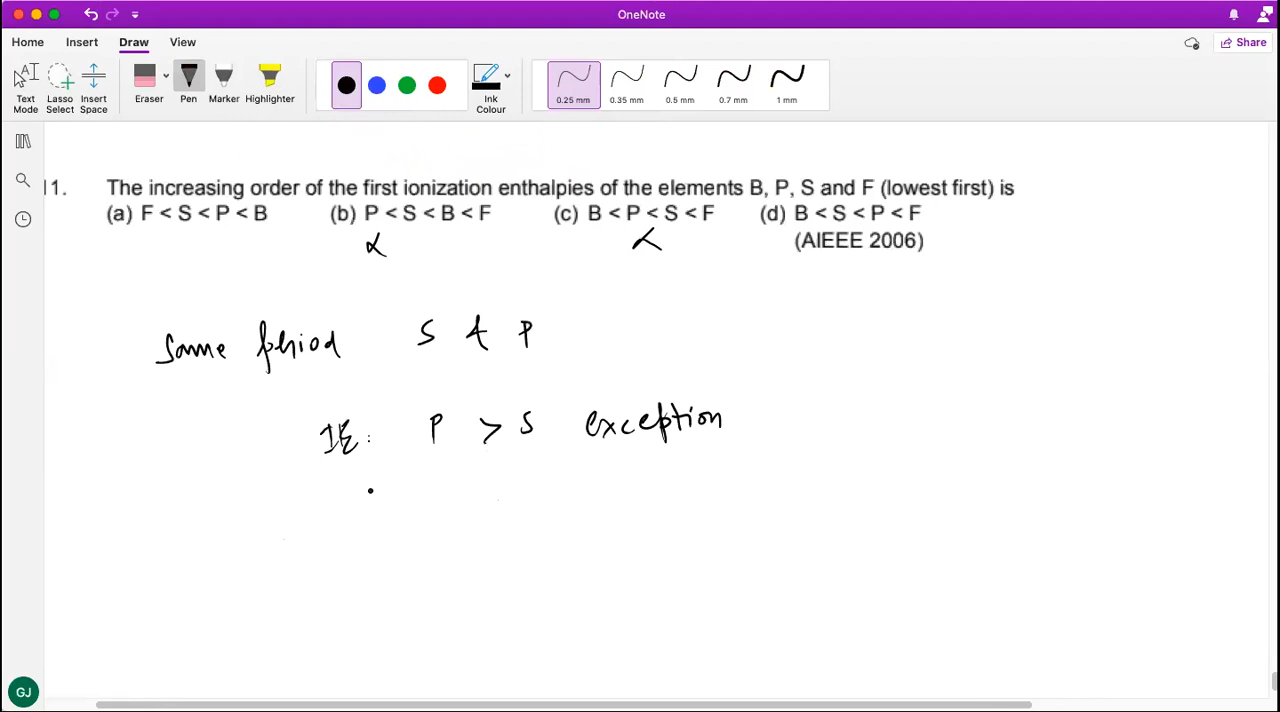 OneNote
Home Insert Draw View
Share
Text Mode
Lasso Select
Insert Space
Eraser
Pen
Marker
Highlighter
Ink Colour
0.25 mm
0.35 mm
0.5 mm
0.7 mm
1 mm
11. The increasing order of the first ionization enthalpies of the elements B, P, S and F (lowest first) is
(a) F < S < P < B (b) P < S < B < F (c) B < P < S < F (d) B < S < P < F
(AIEEE 2006)
Same period S & P
IE: P > S exception
GJ